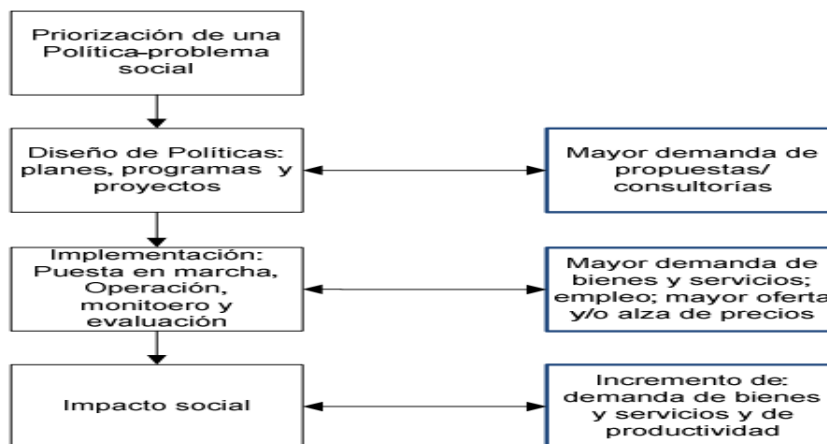 Priorización de una
Política-problema
social
Diseño de Políticas:
planes, programas y
proyectos
Mayor demanda de
propuestas/
consultorías
Implementación:
Puesta en marcha,
Operación,
monitoero y
evaluación
Mayor demanda de
bienes y servicios;
empleo; mayor oferta
y/o alza de precios
Impacto social
Incremento de:
demanda de bienes
y servicios y de
productividad